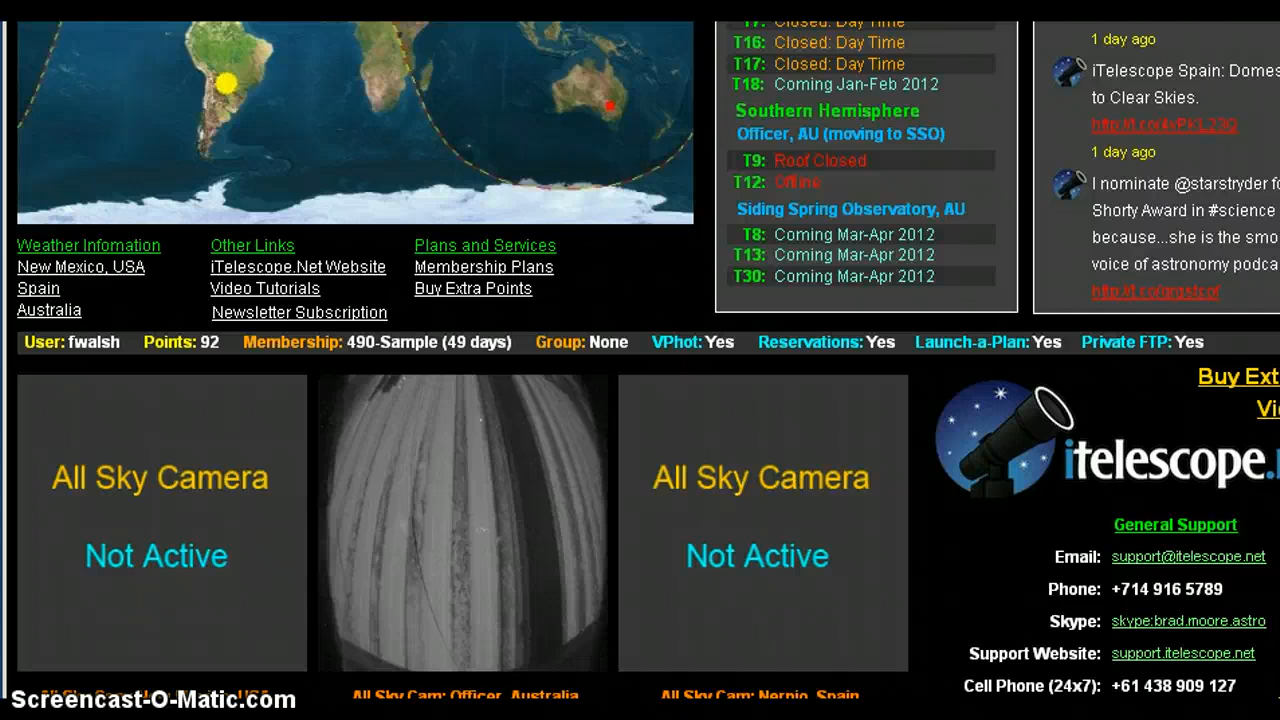 T7: Closed: Day Time
T16: Closed: Day Time
T17: Closed: Day Time
T18: Coming Jan-Feb 2012
Southern Hemisphere
Officer, AU (moving to SSO)
T9: Roof Closed
T12: Offline
Siding Spring Observatory, AU
T8: Coming Mar-Apr 2012
T13: Coming Mar-Apr 2012
T30: Coming Mar-Apr 2012
1 day ago
iTelescope Spain: Domes
to Clear Skies.
1 day ago
I nominate @starstryder fo
Shorty Award in #science
because...she is the smo
voice of astronomy podca
Weather Infomation
New Mexico, USA
Spain
Australia
Other Links
iTelescope.Net Website
Video Tutorials
Newsletter Subscription
Plans and Services
Membership Plans
Buy Extra Points
User: fwalsh Points: 92 Membership: 490-Sample (49 days) Group: None VPhot: Yes Reservations: Yes Launch-a-Plan: Yes Private FTP: Yes
All Sky Camera
Not Active
All Sky Camera
Not Active
Buy Ext
Vi
itelescope.n
General Support
Email: support@itelescope.net
Phone: +714 916 5789
Skype: skype:brad.moore.astro
Support Website: support.itelescope.net
Cell Phone (24x7): +61 438 909 127
All Sky Cam: Officer, Australia
All Sky Cam: Nerpio, Spain
Screencast-O-Matic.com